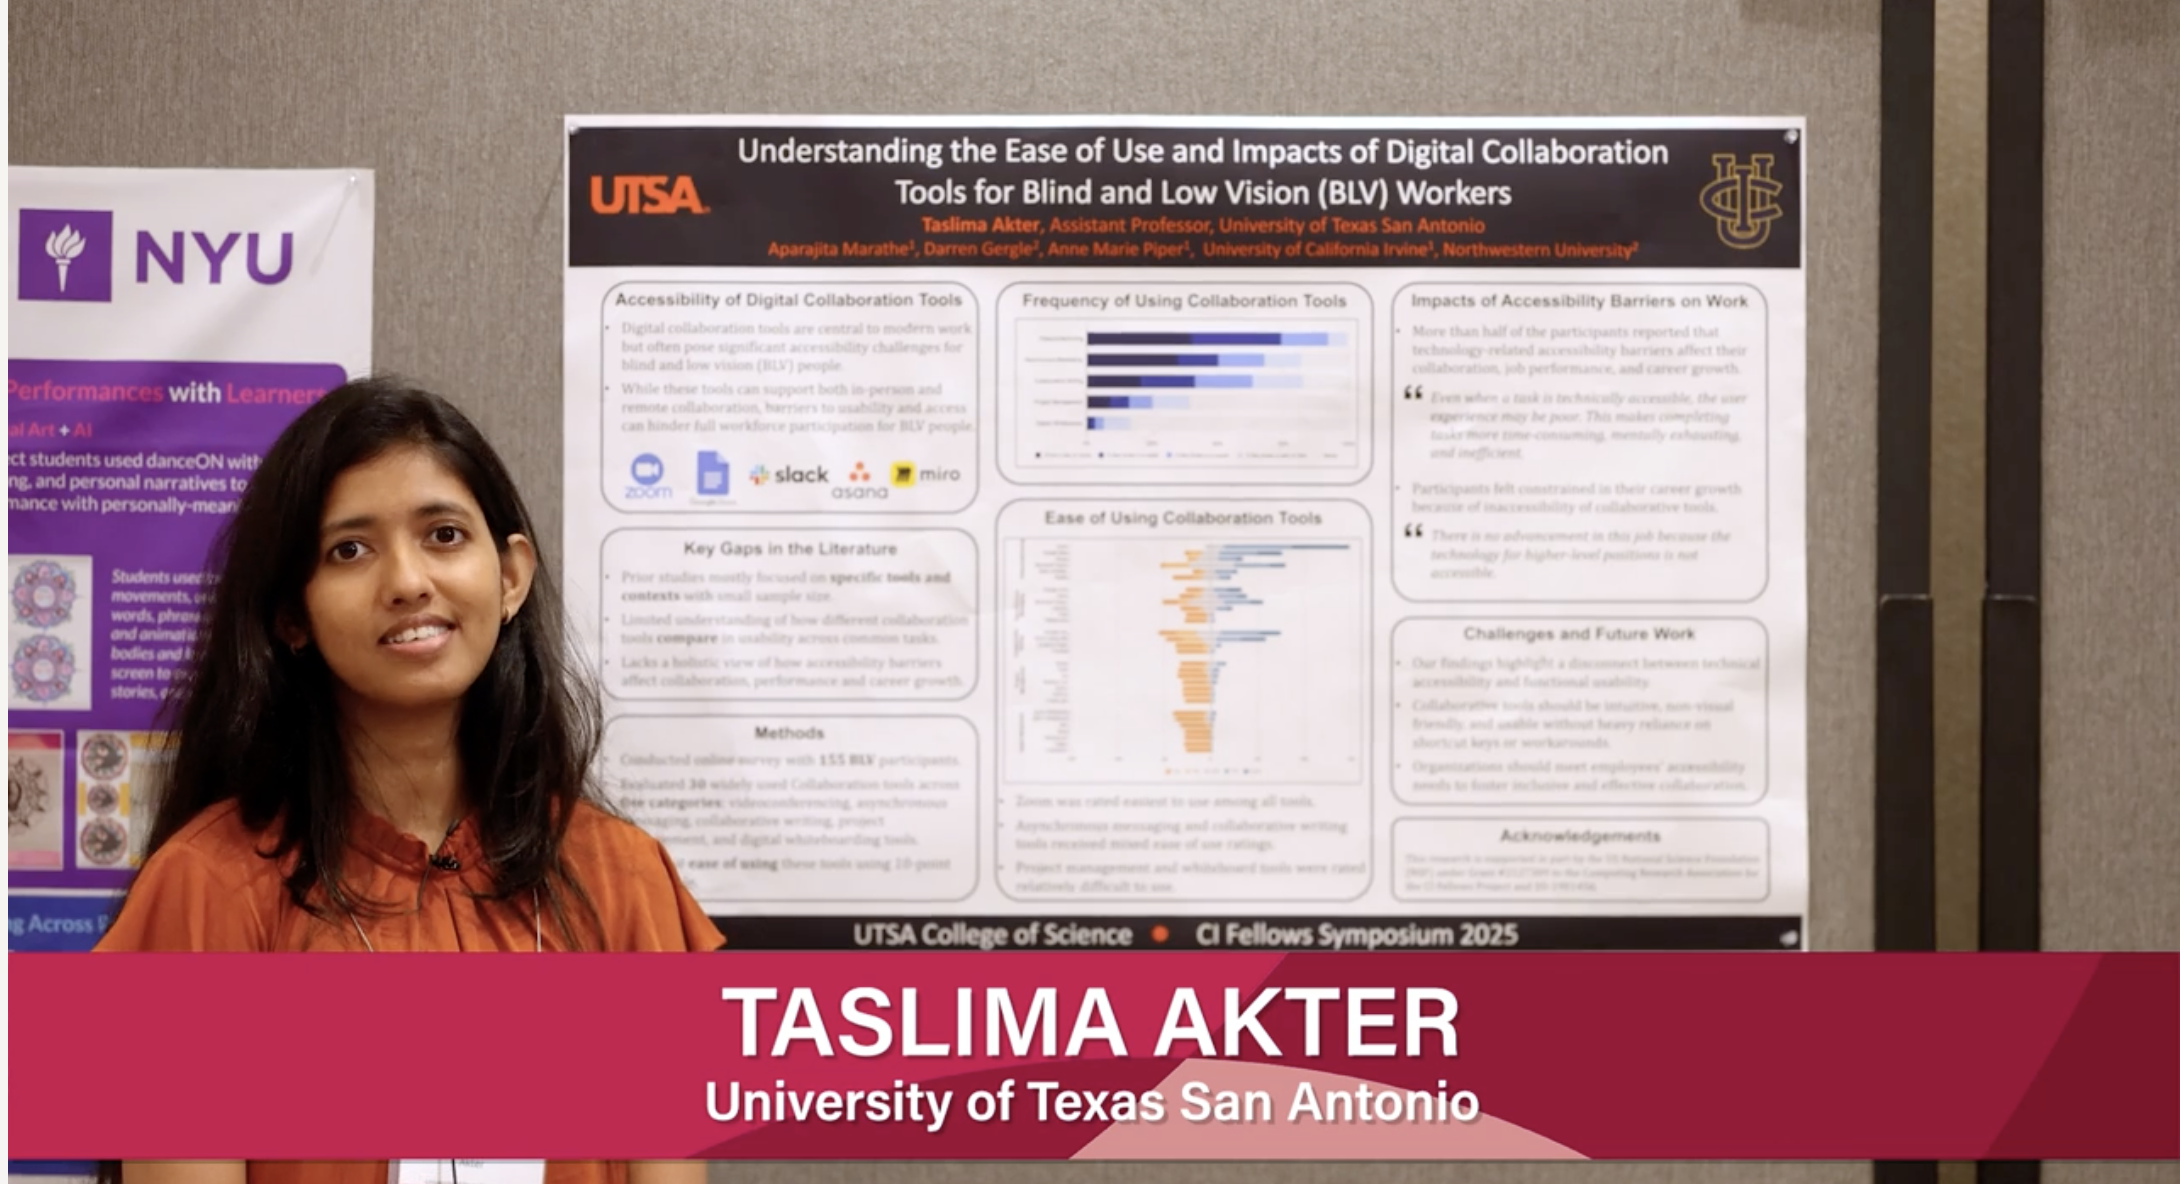 NYU
Performances with Learners
al Art + AI
ct students used danceON with
ng, and personal narratives to
mance with personally-mean
Students used
movements,
words, phras
and animati
bodies and
screen to
stories,
ng Across
UTSA
Understanding the Ease of Use and Impacts of Digital Collaboration
Tools for Blind and Low Vision (BLV) Workers
Taslima Akter, Assistant Professor, University of Texas San Antonio
Aparajita Marathe¹, Darren Gergle², Anne Marie Piper¹, University of California Irvine¹, Northwestern University²
Accessibility of Digital Collaboration Tools
• Digital collaboration tools are central to modern work
but often pose significant accessibility challenges for
blind and low vision (BLV) people.
• While these tools can support both in-person and
remote collaboration, barriers to usability and access
can hinder full workforce participation for BLV people.
zoom
slack
asana
miro
Key Gaps in the Literature
• Prior studies mostly focused on specific tools and
contexts with small sample size.
• Limited understanding of how different collaboration
tools compare in usability across common tasks.
• Lacks a holistic view of how accessibility barriers
affect collaboration, performance and career growth.
Methods
• Conducted online survey with 155 BLV participants.
Evaluated 30 widely used Collaboration tools across
five categories: videoconferencing, asynchronous
messaging, collaborative writing, project
ement, and digital whiteboarding tools.
ease of using these tools using 10-point
Frequency of Using Collaboration Tools
Ease of Using Collaboration Tools
• Zoom was rated easiest to use among all tools.
• Asynchronous messaging and collaborative writing
tools received mixed ease of use ratings.
• Project management and whiteboard tools were rated
relatively difficult to use.
Impacts of Accessibility Barriers on Work
• More than half of the participants reported that
technology-related accessibility barriers affect their
collaboration, job performance, and career growth.
“ Even when a task is technically accessible, the user
experience may be poor. This makes completing
tasks more time-consuming, mentally exhausting,
and inefficient.
• Participants felt constrained in their career growth
because of inaccessibility of collaborative tools.
“ There is no advancement in this job because the
technology for higher-level positions is not
accessible.
Challenges and Future Work
• Our findings highlight a disconnect between technical
accessibility and functional usability.
• Collaborative tools should be intuitive, non-visual
friendly, and usable without heavy reliance on
shortcut keys or workarounds.
• Organizations should meet employees' accessibility
needs to foster inclusive and effective collaboration.
Acknowledgements
This research is supported in part by the US National Science Foundation
UTSA College of Science • CI Fellows Symposium 2025
TASLIMA AKTER
University of Texas San Antonio
Akter